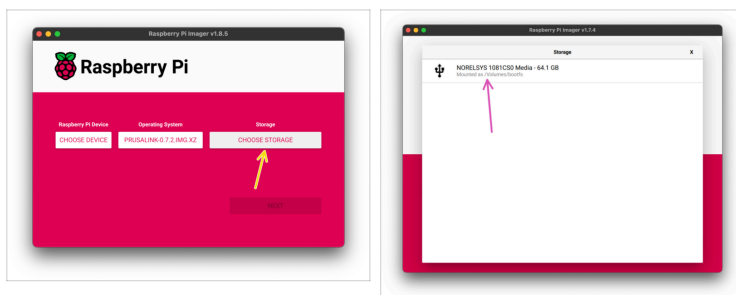 Raspberry Pi Imager v1.8.5
Raspberry Pi
Raspberry Pi Device
Operating System
Storage
CHOOSE DEVICE
PRUSALINK-0.7.2.IMG.XZ
CHOOSE STORAGE
NEXT
Raspberry Pi Imager v1.7.4
Storage
X
NORELSYS 1081CS0 Media - 64.1 GB
Mounted as /Volumes/bootfs